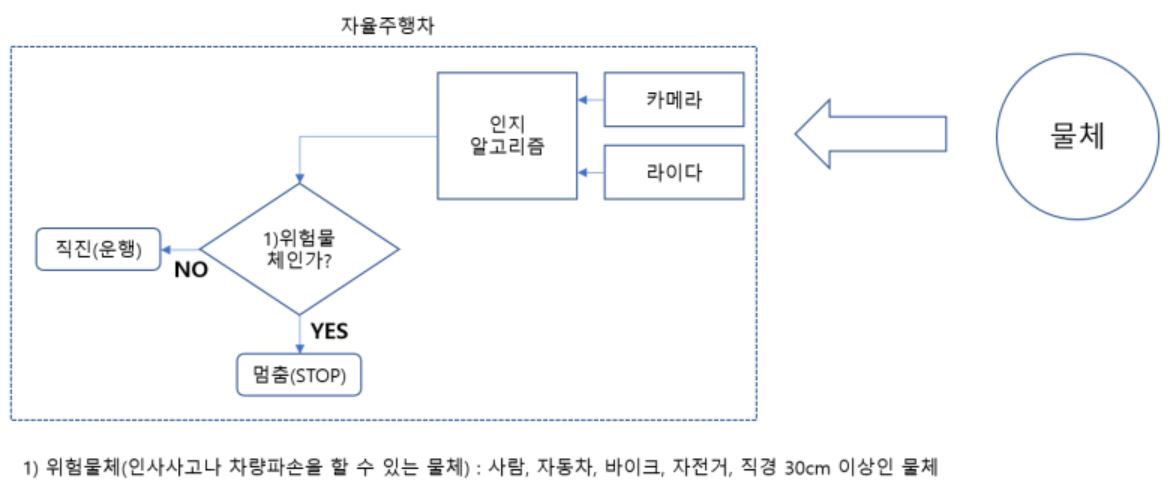 자율주행차
인지
알고리즘
카메라
라이다
물체
1)위험물
체인가?
직진(운행)
NO
YES
멈춤(STOP)
1) 위험물체(인사사고나 차량파손을 할 수 있는 물체) : 사람, 자동차, 바이크, 자전거, 직경 30cm 이상인 물체